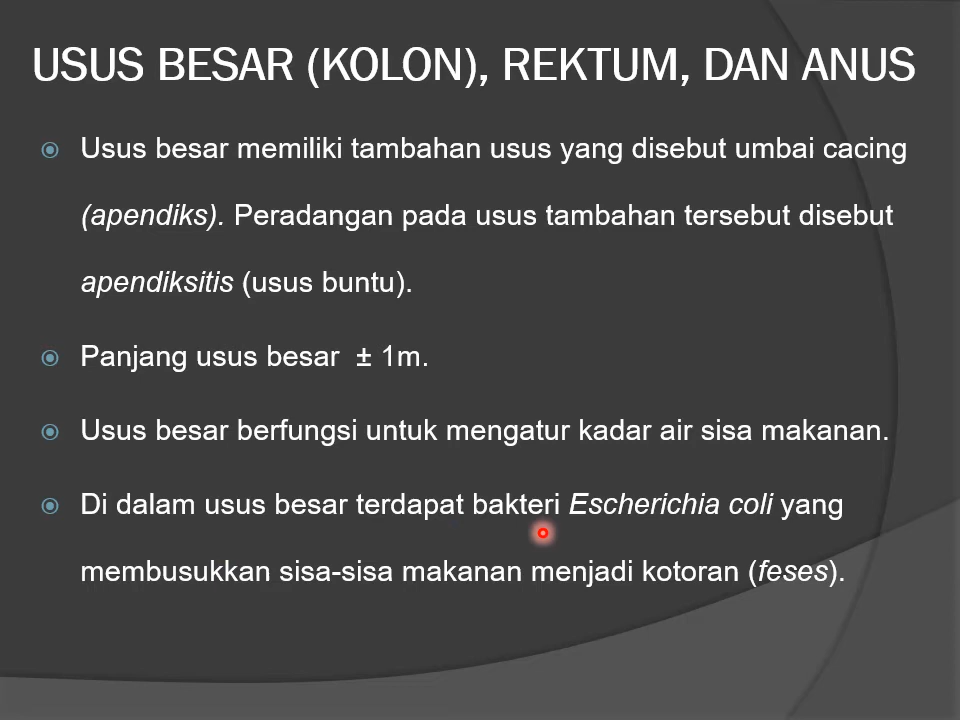 USUS BESAR (KOLON), REKTUM, DAN ANUS
Usus besar memiliki tambahan usus yang disebut umbai cacing
(apendiks). Peradangan pada usus tambahan tersebut disebut
apendiksitis (usus buntu).
Panjang usus besar ± 1m.
Usus besar berfungsi untuk mengatur kadar air sisa makanan.
Di dalam usus besar terdapat bakteri Escherichia coli yang
membusukkan sisa-sisa makanan menjadi kotoran (feses).